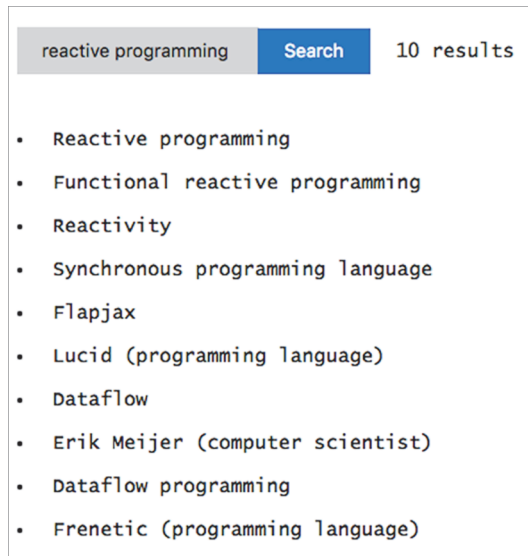 reactive programming Search 10 results
• Reactive programming
• Functional reactive programming
• Reactivity
• Synchronous programming language
• Flapjax
• Lucid (programming language)
• Dataflow
• Erik Meijer (computer scientist)
• Dataflow programming
• Frenetic (programming language)